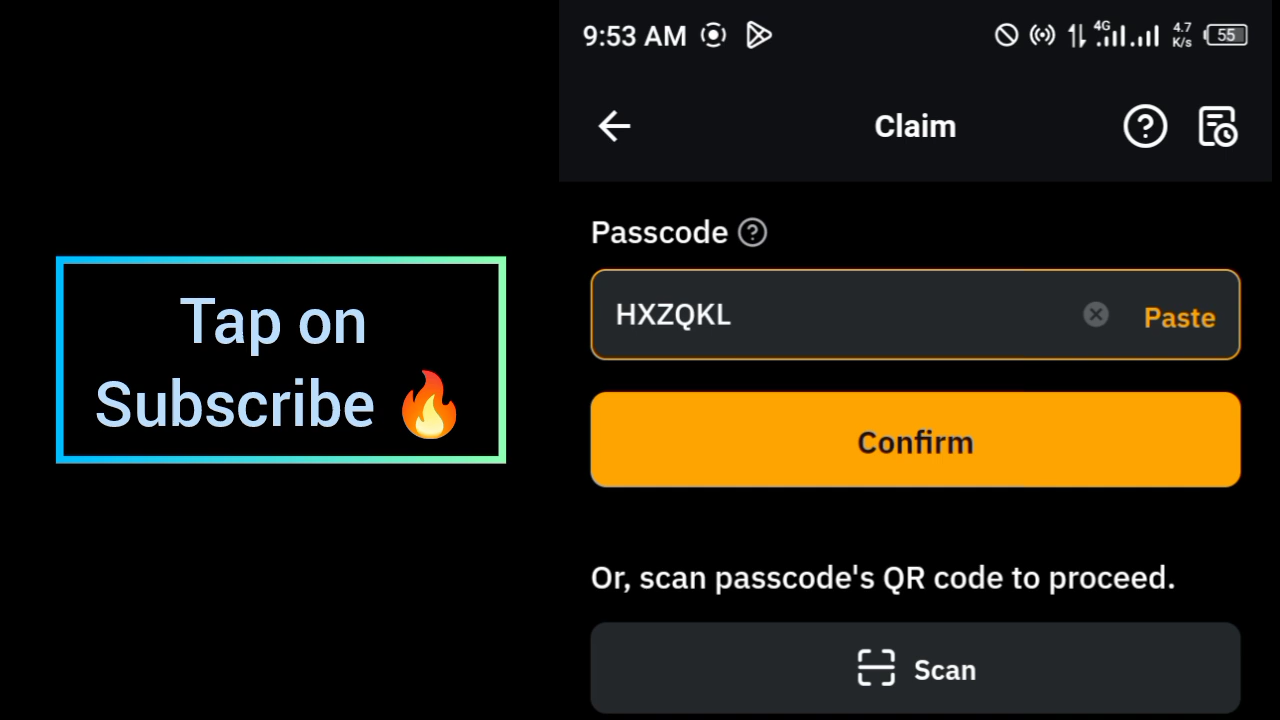 Tap on
Subscribe 🔥
9:53 AM
4G
4.7
K/s
55
Claim
Passcode
HXZQKL
Paste
Confirm
Or, scan passcode's QR code to proceed.
Scan